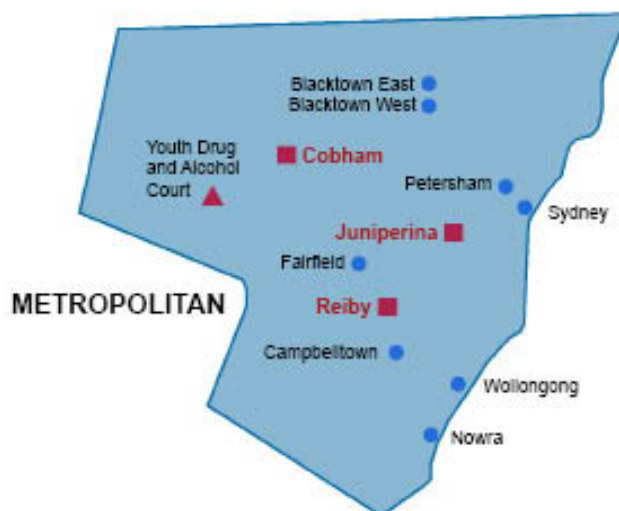 Blacktown East
Blacktown West
Youth Drug
and Alcohol
Court
Cobham
Petersham
Sydney
Juniperina
Fairfield
METROPOLITAN
Reiby
Campbelltown
Wollongong
Nowra